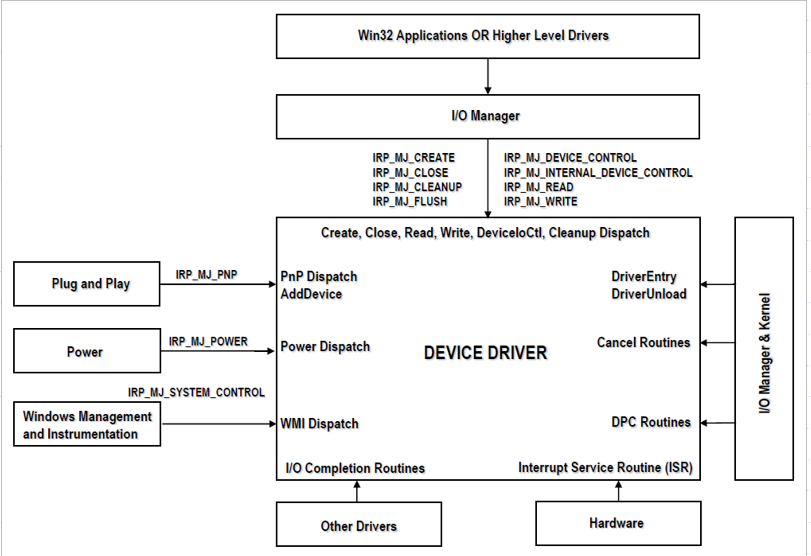 Win32 Applications OR Higher Level Drivers
I/O Manager
IRP_MJ_CREATE
IRP_MJ_CLOSE
IRP_MJ_CLEANUP
IRP_MJ_FLUSH
IRP_MJ_DEVICE_CONTROL
IRP_MJ_INTERNAL_DEVICE_CONTROL
IRP_MJ_READ
IRP_MJ_WRITE
Create, Close, Read, Write, DeviceIoCtl, Cleanup Dispatch
Plug and Play
IRP_MJ_PNP
PnP Dispatch
AddDevice
DriverEntry
DriverUnload
Power
IRP_MJ_POWER
Power Dispatch
DEVICE DRIVER
Cancel Routines
I/O Manager & Kernel
IRP_MJ_SYSTEM_CONTROL
Windows Management
and Instrumentation
WMI Dispatch
DPC Routines
I/O Completion Routines
Interrupt Service Routine (ISR)
Other Drivers
Hardware